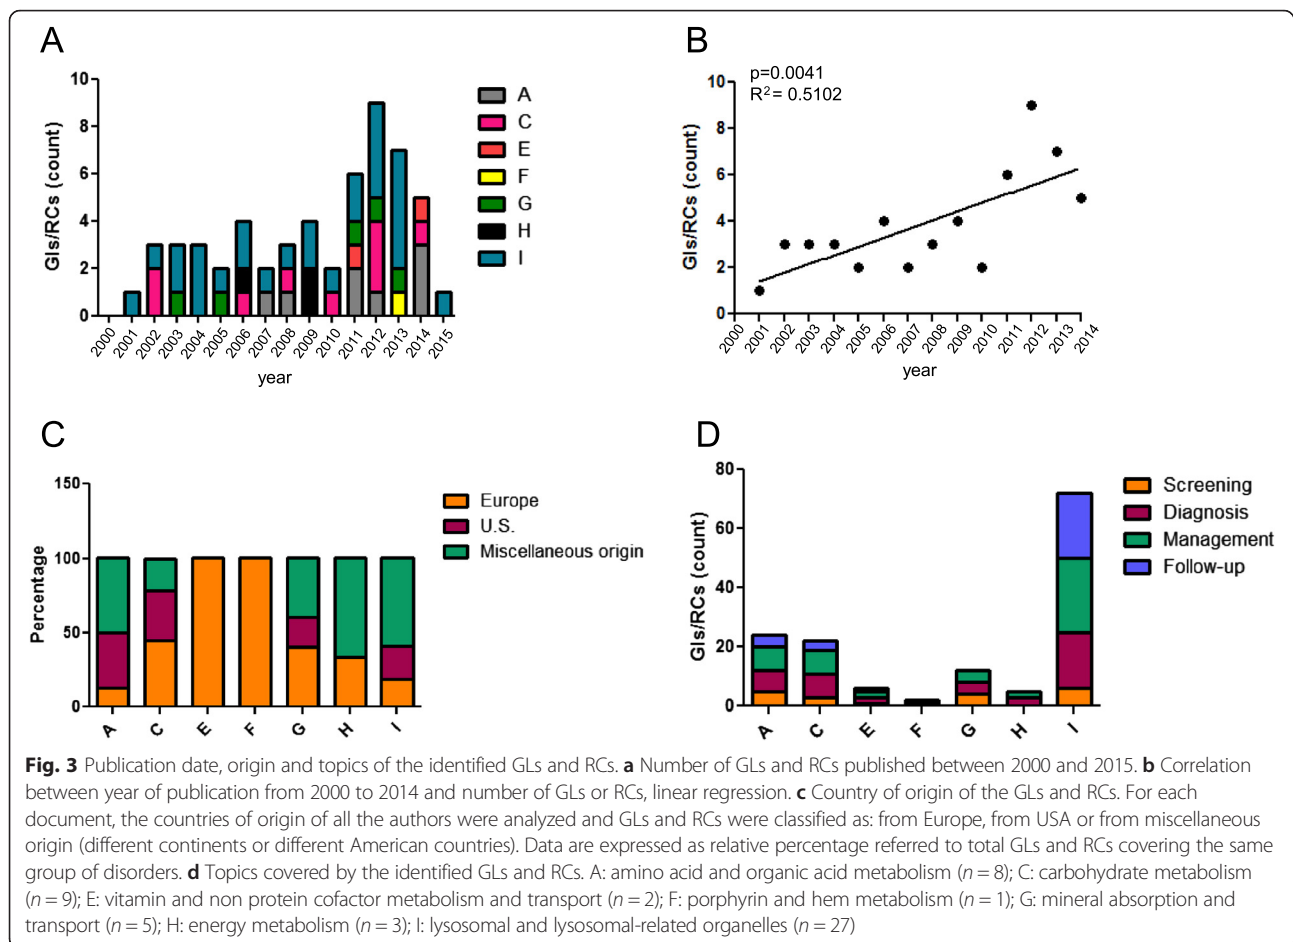 A
10
8
6
4
2
0
GIs/RCs (count)
2000
2001
2002
2003
2004
2005
2006
2007
2008
2009
2010
2011
2012
2013
2014
2015
year
A
C
E
F
G
H
I
B
p=0.0041
R²= 0.5102
10
8
6
4
2
0
GIs/RCs (count)
2000
2001
2002
2003
2004
2005
2006
2007
2008
2009
2010
2011
2012
2013
2014
year
C
150
100
50
0
Percentage
A
C
E
F
G
H
I
Europe
U.S.
Miscellaneous origin
D
80
60
40
20
0
GIs/RCs (count)
A
C
E
F
G
H
I
Screening
Diagnosis
Management
Follow-up
Fig. 3 Publication date, origin and topics of the identified GLs and RCs. a Number of GLs and RCs published between 2000 and 2015. b Correlation
between year of publication from 2000 to 2014 and number of GLs or RCs, linear regression. c Country of origin of the GLs and RCs. For each
document, the countries of origin of all the authors were analyzed and GLs and RCs were classified as: from Europe, from USA or from miscellaneous
origin (different continents or different American countries). Data are expressed as relative percentage referred to total GLs and RCs covering the same
group of disorders. d Topics covered by the identified GLs and RCs. A: amino acid and organic acid metabolism (n = 8); C: carbohydrate metabolism
(n = 9); E: vitamin and non protein cofactor metabolism and transport (n = 2); F: porphyrin and hem metabolism (n = 1); G: mineral absorption and
transport (n = 5); H: energy metabolism (n = 3); I: lysosomal and lysosomal-related organelles (n = 27)